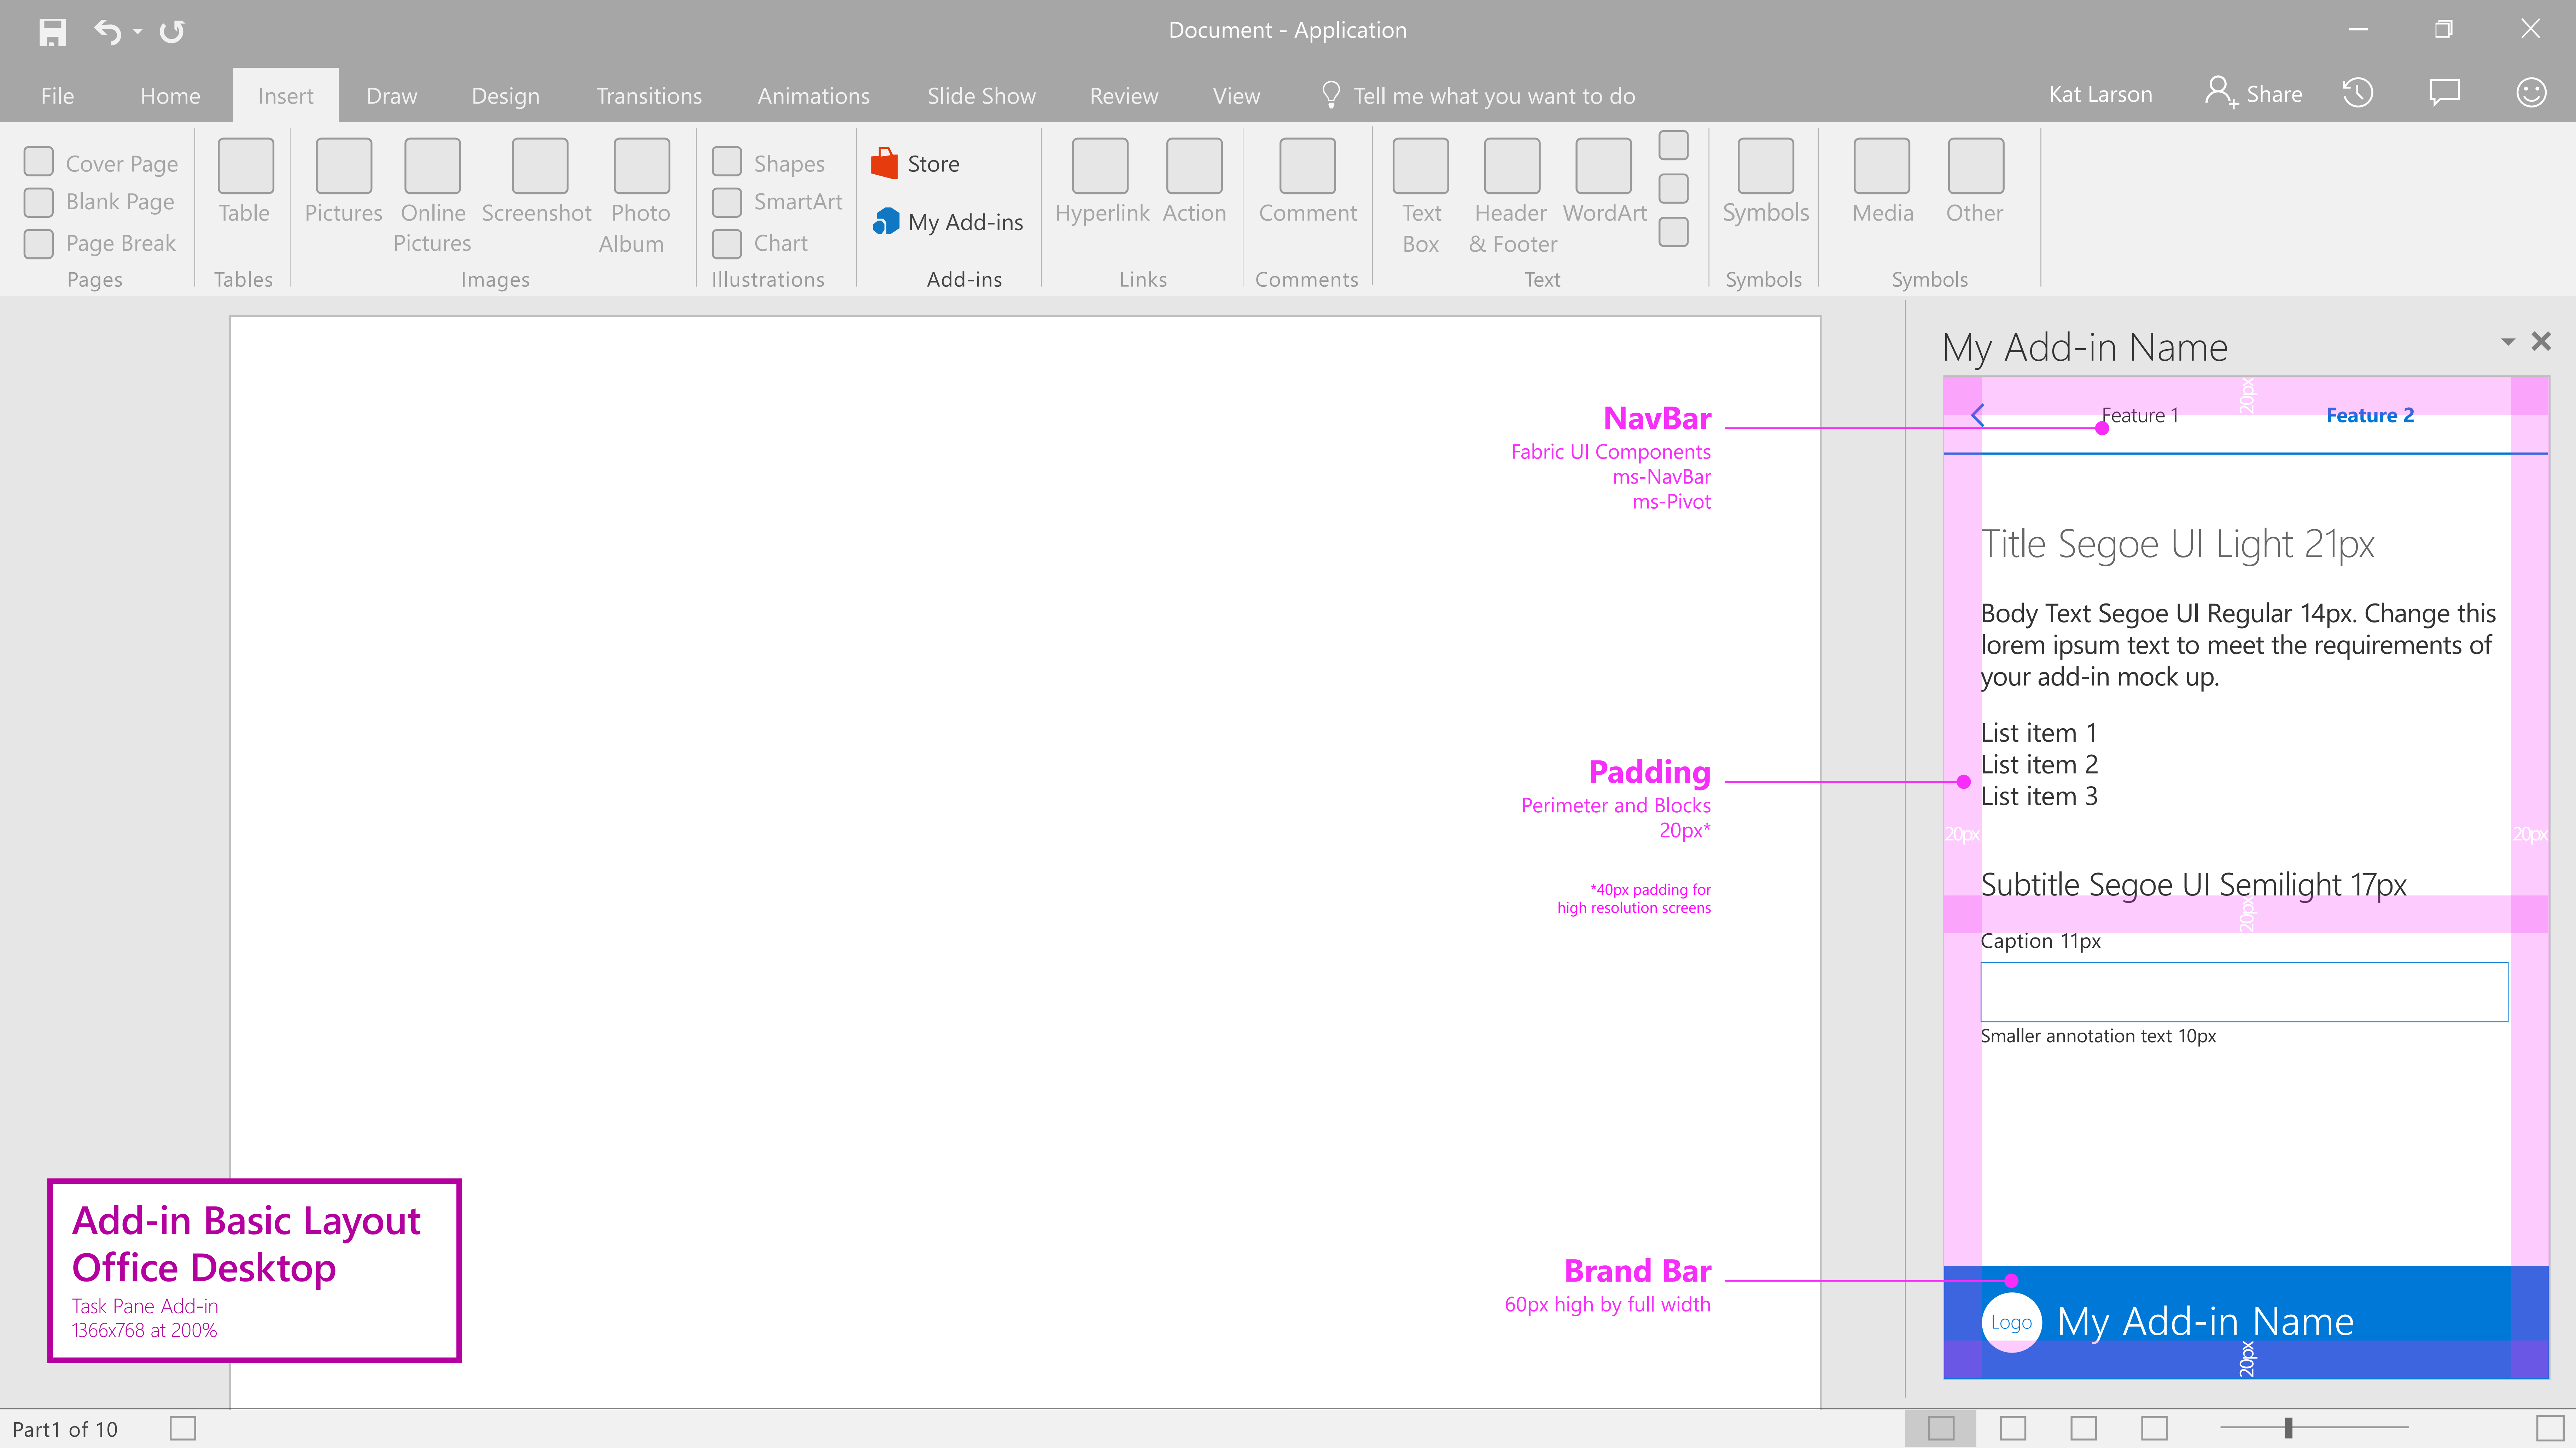 Document - Application
File Home Insert Draw Design Transitions Animations Slide Show Review View Tell me what you want to do Kat Larson Share
Cover Page
Blank Page
Page Break
Pages
Table
Tables
Pictures
Online
Pictures
Screenshot
Photo
Album
Images
Shapes
SmartArt
Chart
Illustrations
Store
My Add-ins
Add-ins
Hyperlink
Action
Links
Comment
Comments
Text
Box
Header
& Footer
WordArt
Text
Symbols
Symbols
Media
Other
Symbols
NavBar
Fabric UI Components
ms-NavBar
ms-Pivot
Padding
Perimeter and Blocks
20px*
*40px padding for
high resolution screens
Brand Bar
60px high by full width
My Add-in Name
20px
Feature 1 Feature 2
Title Segoe UI Light 21px
Body Text Segoe UI Regular 14px. Change this
lorem ipsum text to meet the requirements of
your add-in mock up.
List item 1
List item 2
List item 3
20px 20px
Subtitle Segoe UI Semilight 17px
20px
Caption 11px
Smaller annotation text 10px
Logo My Add-in Name
20px
Add-in Basic Layout
Office Desktop
Task Pane Add-in
1366x768 at 200%
Part1 of 10